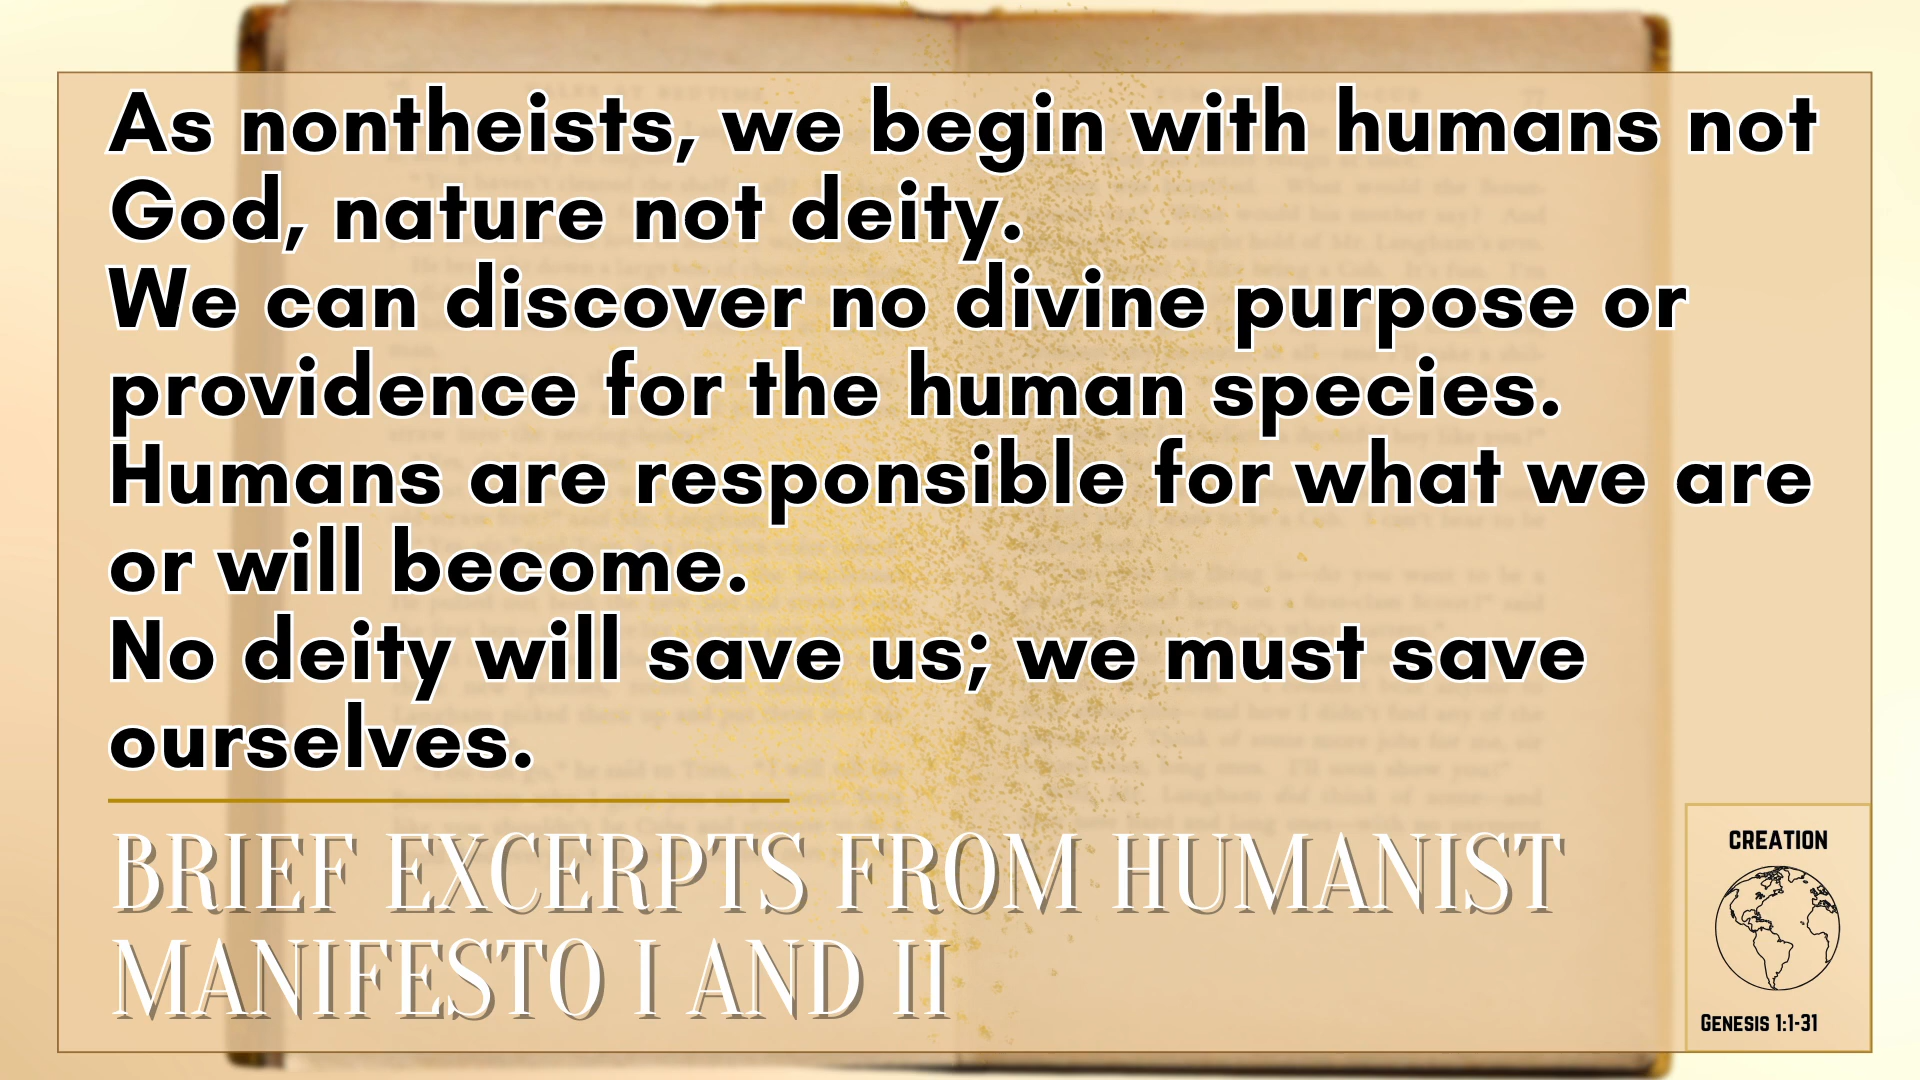 As nontheists, we begin with humans not
God, nature not deity.
We can discover no divine purpose or
providence for the human species.
Humans are responsible for what we are
or will become.
No deity will save us; we must save
ourselves.
BRIEF EXCERPTS FROM HUMANIST
MANIFESTO I AND II
CREATION
GENESIS 1:1-31